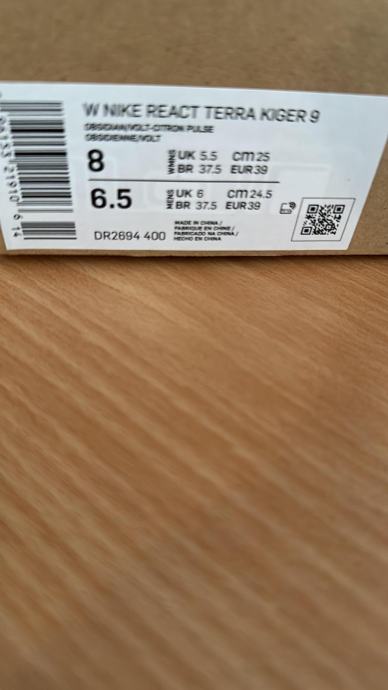 W NIKE REACT TERRA KIGER 9
OBSIDIAN/VOLT-CITRON PULSE
OBSIDIENNE/VOLT
8 WMNS UK 5.5 CM 25
BR 37.5 EUR 39
6.5 MENS UK 6 CM 24.5
BR 37.5 EUR 39
DR2694 400
MADE IN CHINA /
FABRIQUE EN CHINE /
FABRICADO NA CHINA /
HECHO EN CHINA